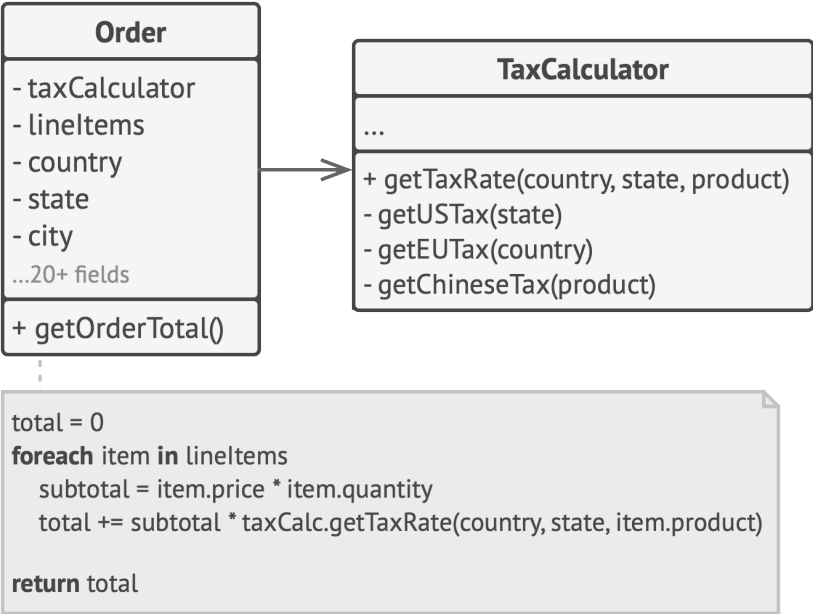 Order
- taxCalculator
- lineItems
- country
- state
- city
...20+ fields
+ getOrderTotal()
TaxCalculator
...
+ getTaxRate(country, state, product)
- getUSTax(state)
- getEUTax(country)
- getChineseTax(product)
total = 0
foreach item in lineItems
subtotal = item.price * item.quantity
total += subtotal * taxCalc.getTaxRate(country, state, item.product)
return total